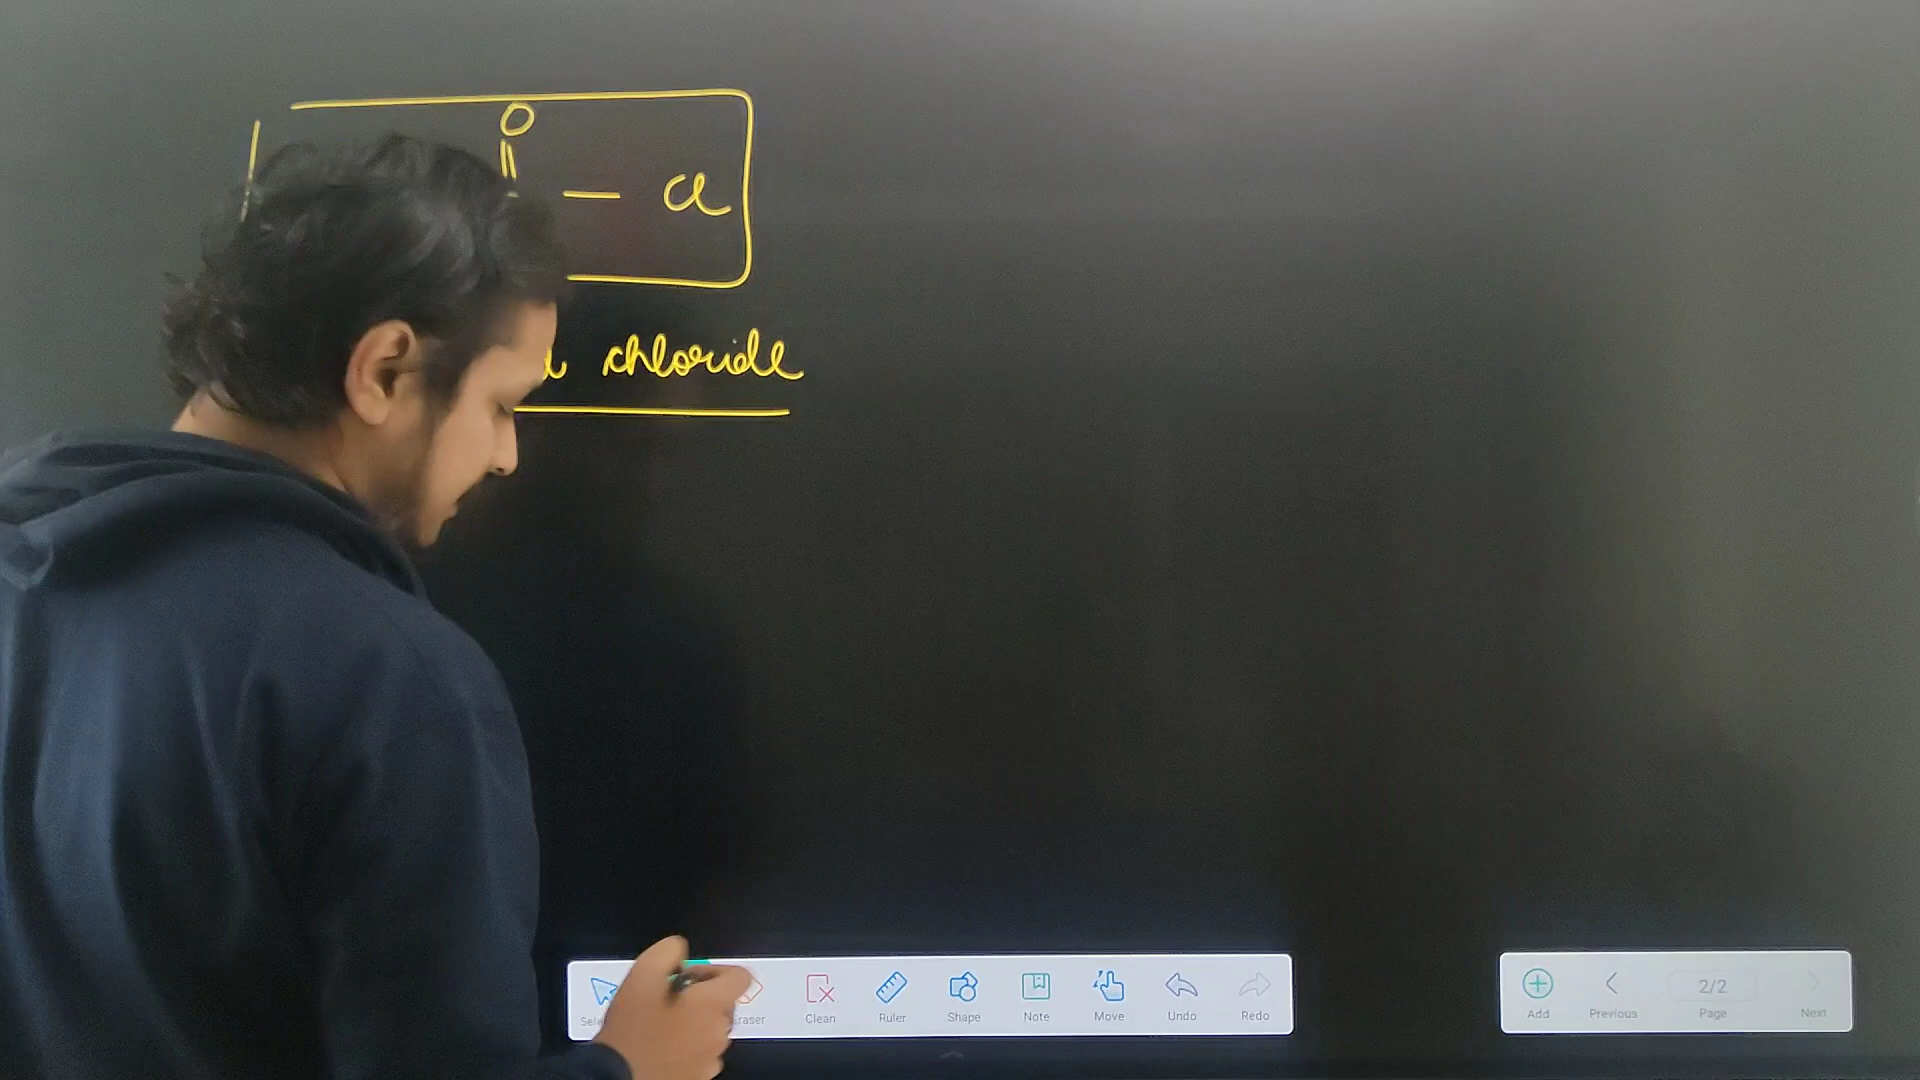 O
|| — Cl
chloride
Eraser Clean Ruler Shape Note Move Undo Redo
Add Previous 2/2 Page Next